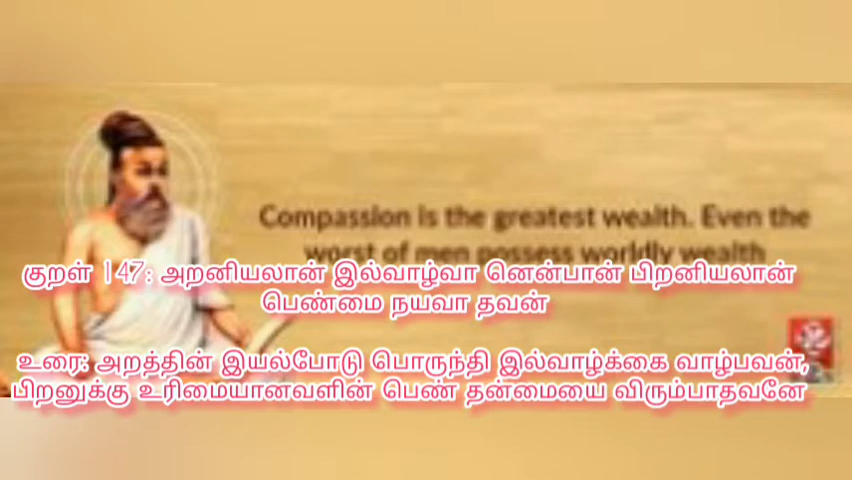 Compassion is the greatest wealth. Even the
worst of men possess worldly wealth
குறள் 147: அறனியலான் இல்வாழ்வா னென்பான் பிறனியலான்
பெண்மை நயவா தவன்
உரை: அறத்தின் இயல்போடு பொருந்தி இல்வாழ்க்கை வாழ்பவன்,
பிறனுக்கு உரிமையானவளின் பெண் தன்மையை விரும்பாதவனே